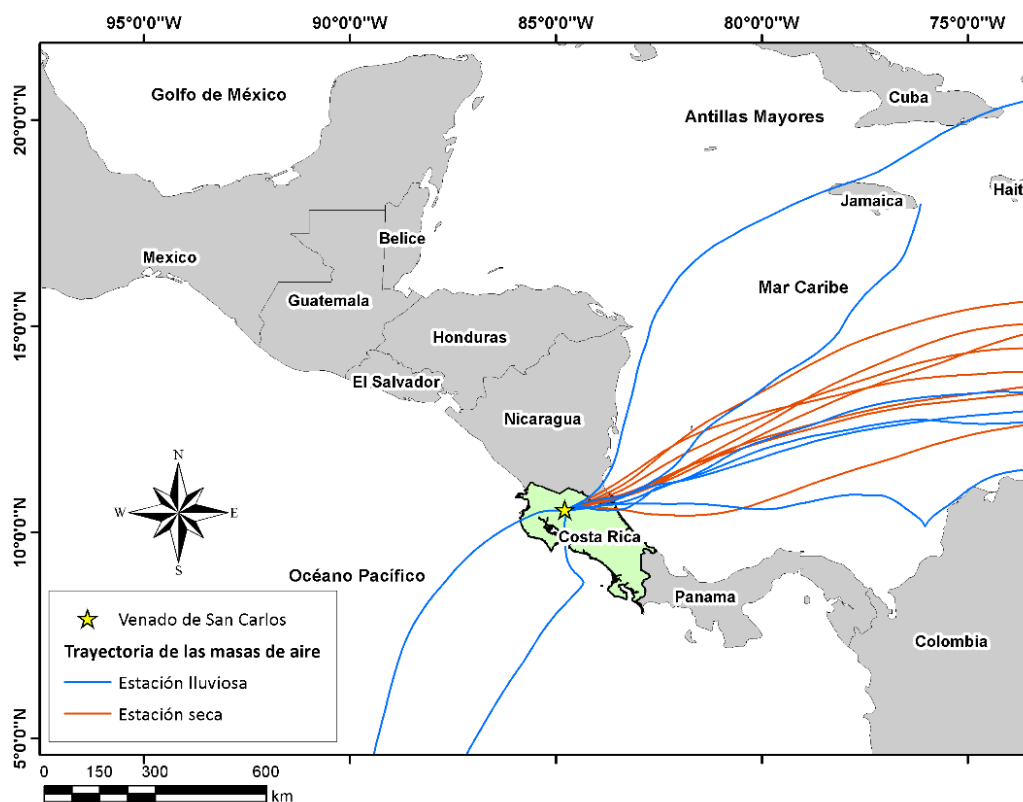 95°0'0"W 90°0'0"W 85°0'0"W 80°0'0"W 75°0'0"W
20°0'0"N
15°0'0"N
10°0'0"N
5°0'0"N
Golfo de México
Cuba
Antillas Mayores
Jamaica
Hait
Belice
Mexico
Mar Caribe
Guatemala
Honduras
El Salvador
Nicaragua
N
W E
S
Costa Rica
Océano Pacífico
Panama
Colombia
Venado de San Carlos
Trayectoria de las masas de aire
Estación lluviosa
Estación seca
0 150 300 600
km